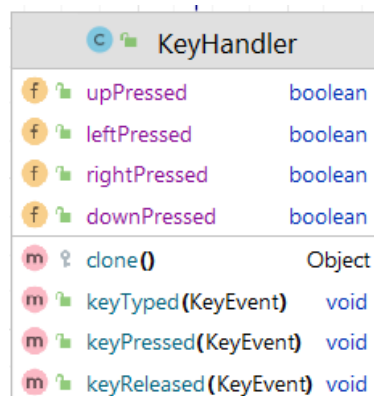 C KeyHandler
f upPressed boolean
f leftPressed boolean
f rightPressed boolean
f downPressed boolean
m clone() Object
m keyTyped(KeyEvent) void
m keyPressed(KeyEvent) void
m keyReleased(KeyEvent) void